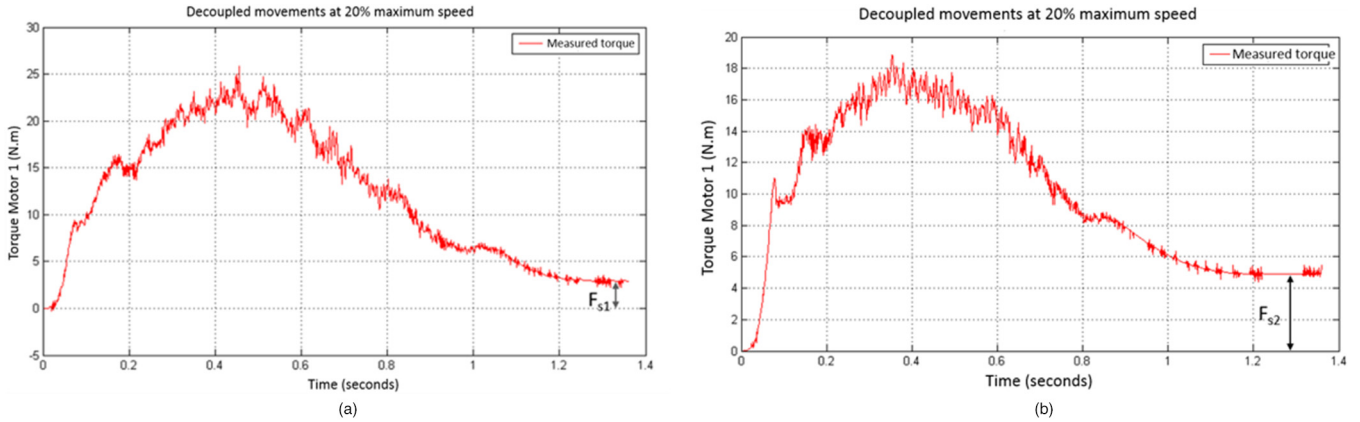 Decoupled movements at 20% maximum speed
30
25
20
15
10
5
0
-5
Torque Motor 1 (N.m)
Measured torque
Fs1
0 0.2 0.4 0.6 0.8 1 1.2 1.4
Time (seconds)
(a)
Decoupled movements at 20% maximum speed
20
18
16
14
12
10
8
6
4
2
0
Torque Motor 1 (N.m)
Measured torque
Fs2
0 0.2 0.4 0.6 0.8 1 1.2 1.4
Time (seconds)
(b)